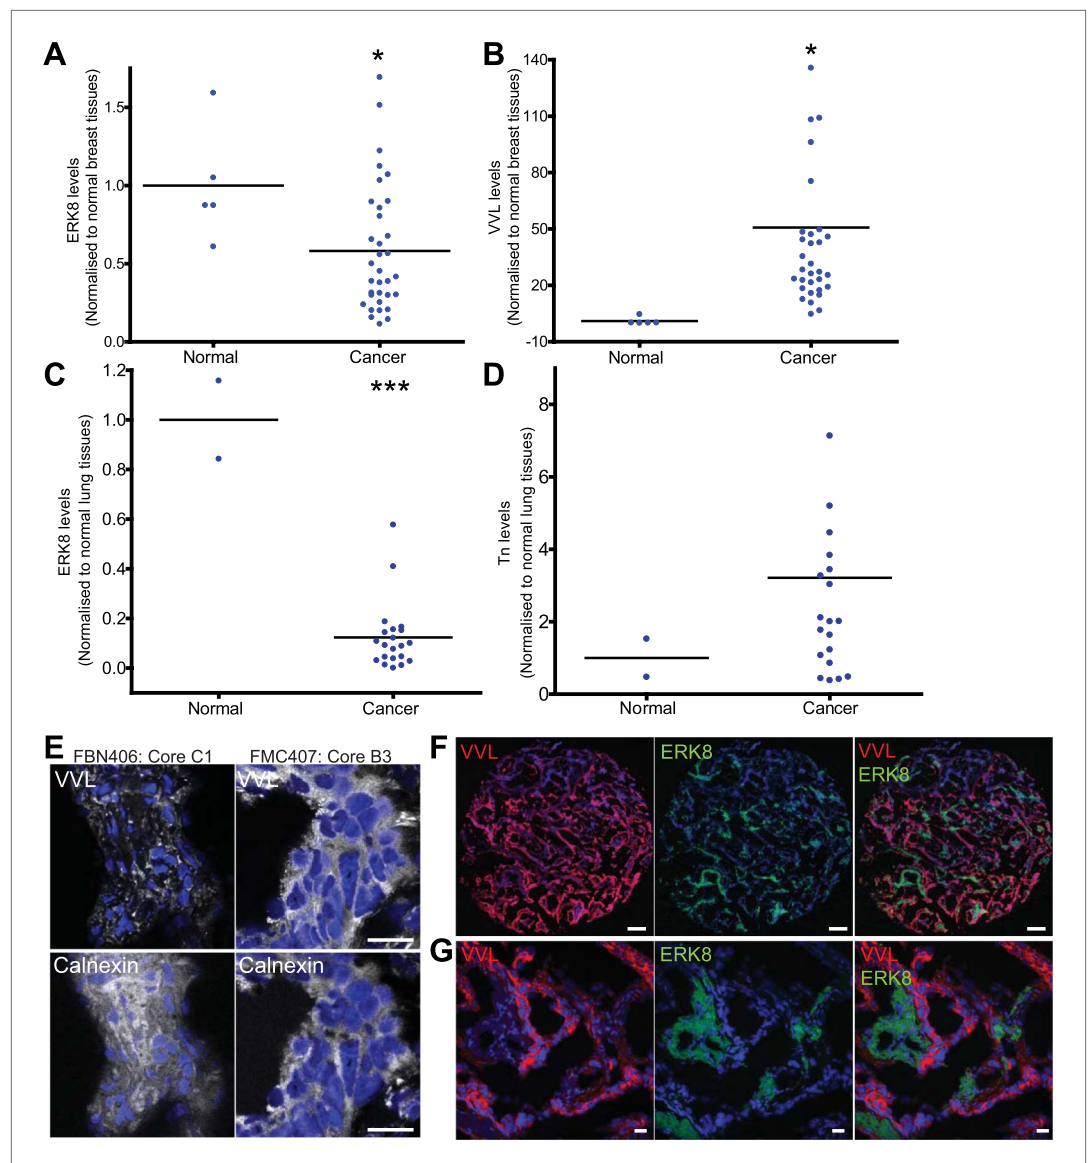 A
*
ERK8 levels
(Normalised to normal breast tissues)
1.5
1.0
0.5
0.0
Normal
Cancer
B
*
VVL levels
(Normalised to normal breast tissues)
140
110
80
50
20
-10
Normal
Cancer
C
***
ERK8 levels
(Normalised to normal lung tissues)
1.2
1.0
0.8
0.6
0.4
0.2
0.0
Normal
Cancer
D
Tn levels
(Normalised to normal lung tissues)
8
6
4
2
0
Normal
Cancer
E
FBN406: Core C1
FMC407: Core B3
VVL
VVL
Calnexin
Calnexin
F
VVL
ERK8
VVL
ERK8
G
VVL
ERK8
VVL
ERK8